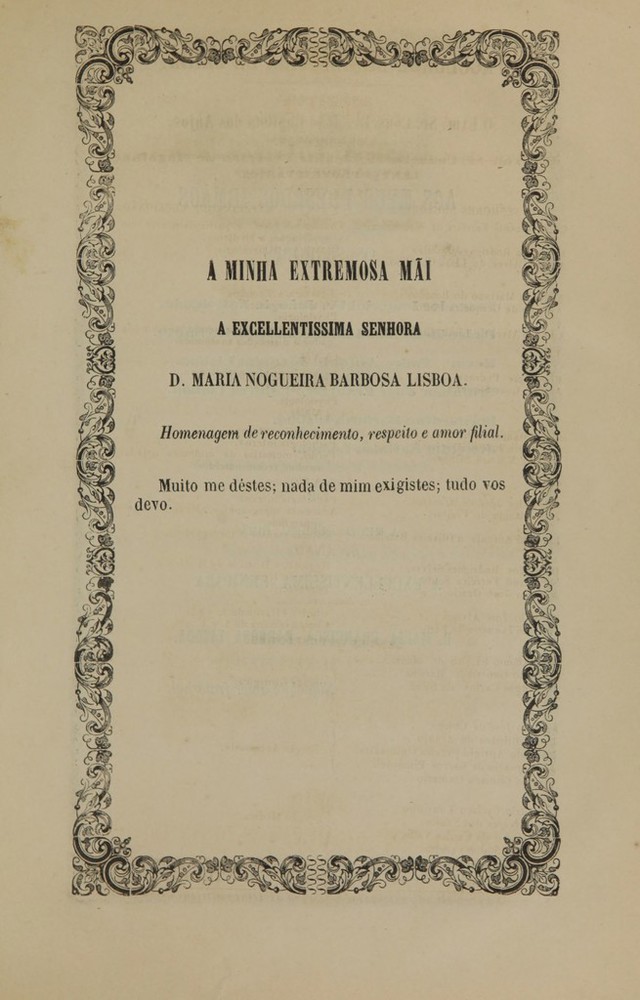 A MINHA EXTREMOSA MÃI
A EXCELLENTISSIMA SENHORA
D. MARIA NOGUEIRA BARBOSA LISBOA.
Homenagem de reconhecimento, respeito e amor filial.
Muito me déstes; nada de mim exigistes; tudo vos
devo.